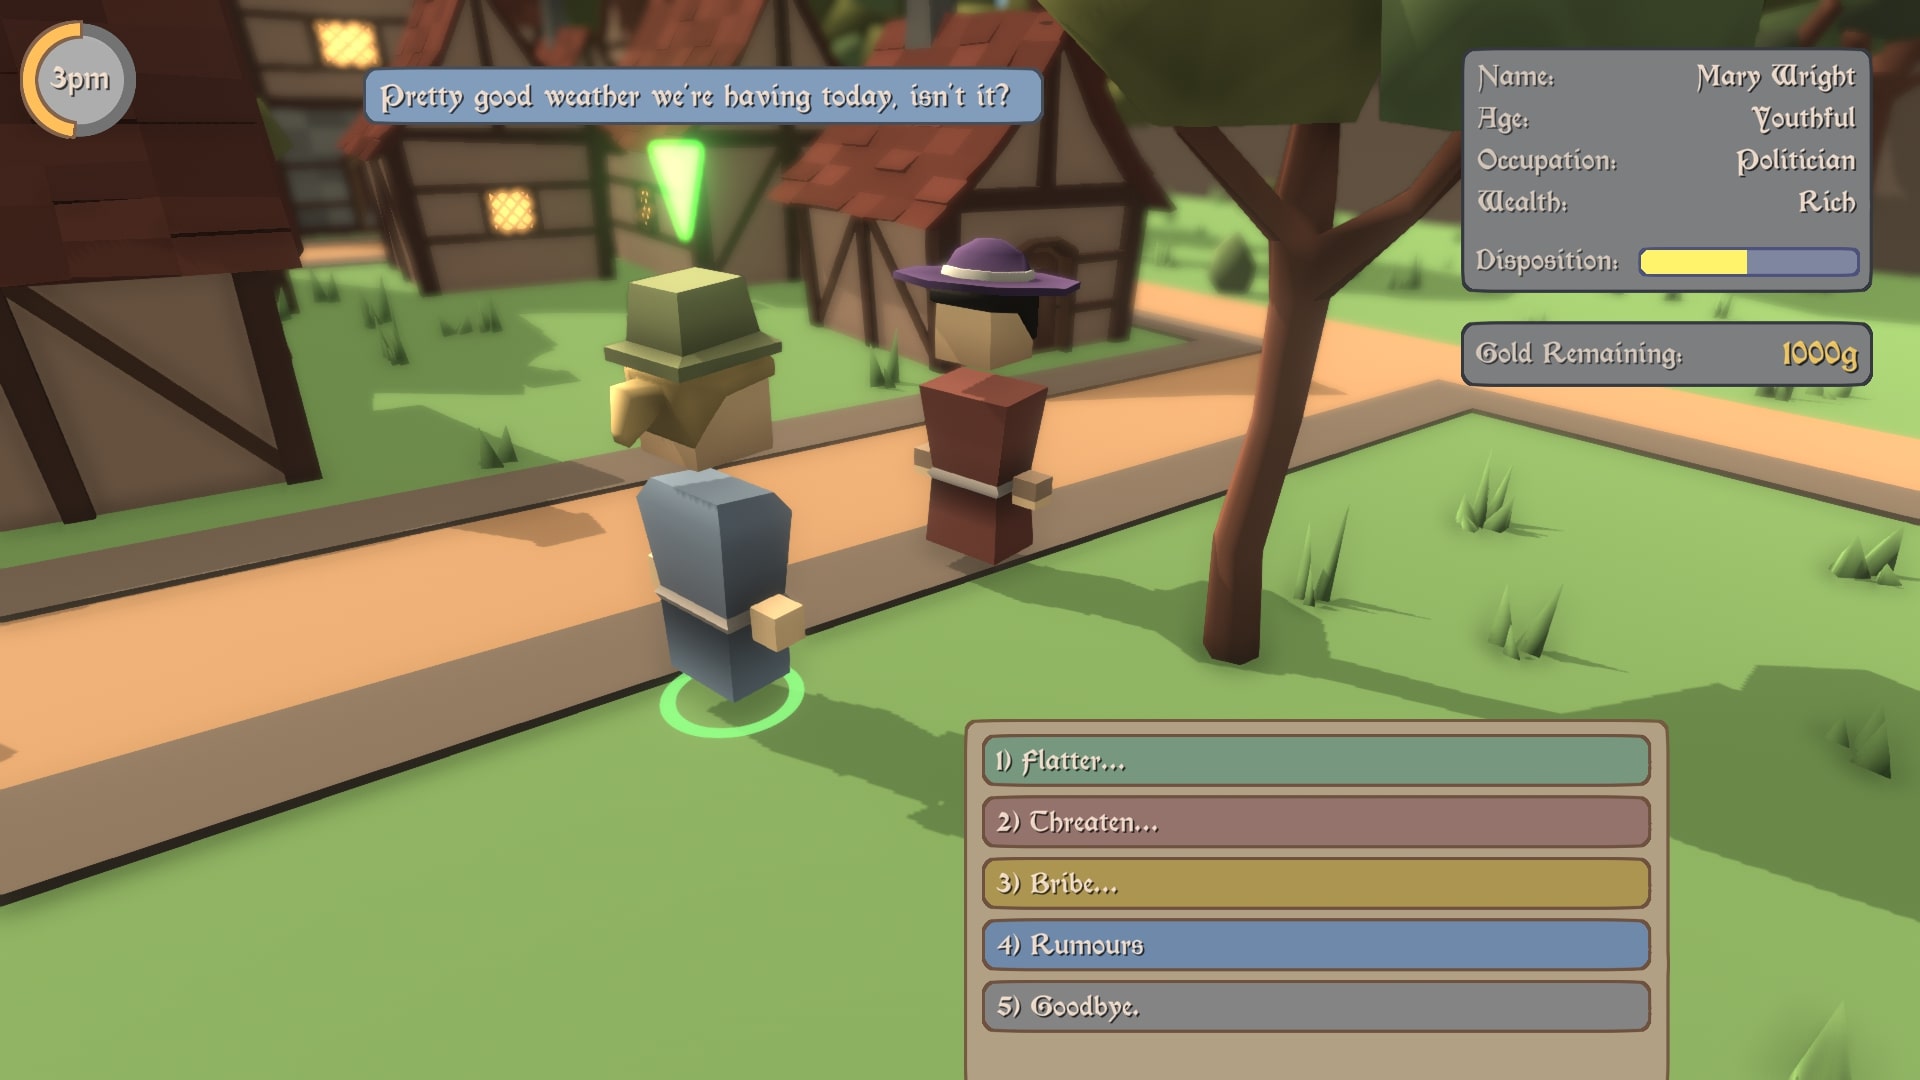 3pm
Pretty good weather we're having today, isn't it?
Name: Mary Wright
Age: Youthful
Occupation: Politician
Wealth: Rich
Disposition:
Gold Remaining: 1000g
1) Flatter...
2) Threaten...
3) Bribe...
4) Rumours
5) Goodbye.